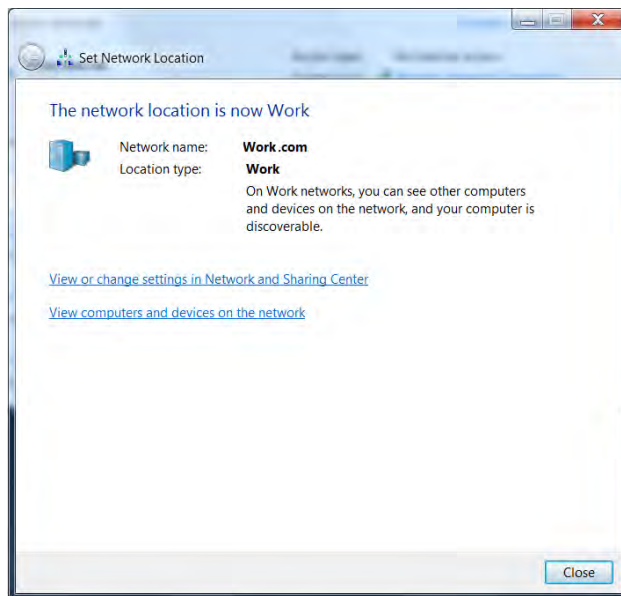 Set Network Location
The network location is now Work
Network name: Work.com
Location type: Work
On Work networks, you can see other computers
and devices on the network, and your computer is
discoverable.
View or change settings in Network and Sharing Center
View computers and devices on the network
Close